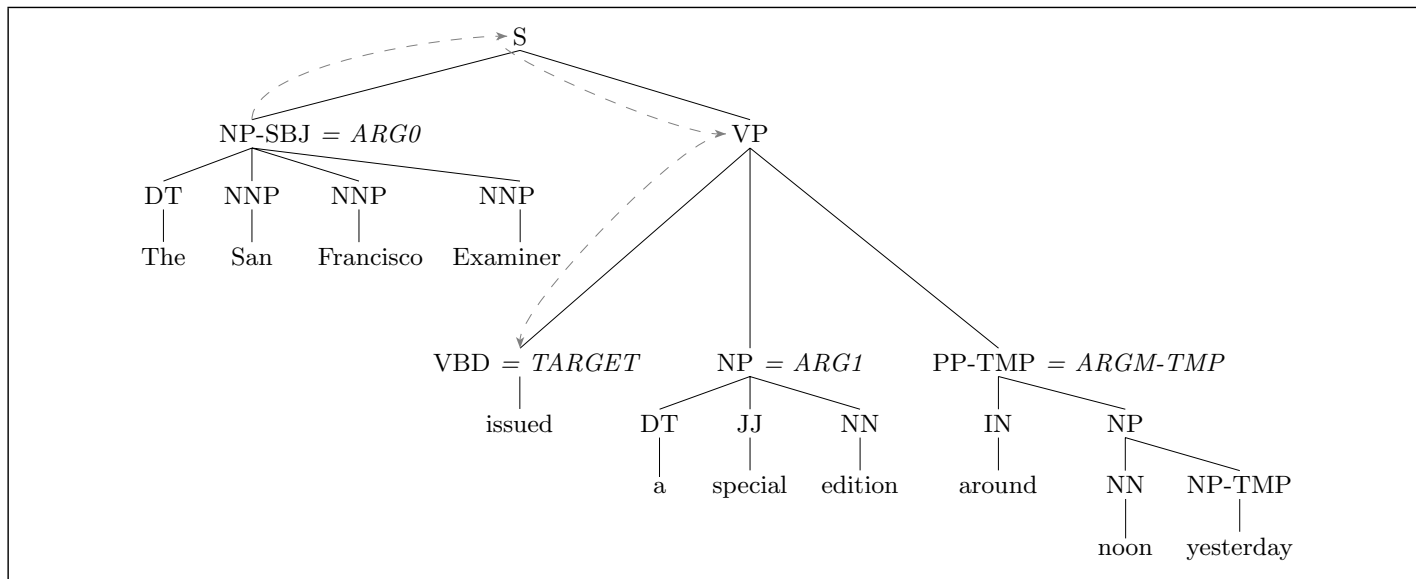 S
NP-SBJ = ARG0 VP
DT NNP NNP NNP
The San Francisco Examiner
VBD = TARGET NP = ARG1 PP-TMP = ARGM-TMP
issued DT JJ NN IN NP
a special edition around NN NP-TMP
noon yesterday